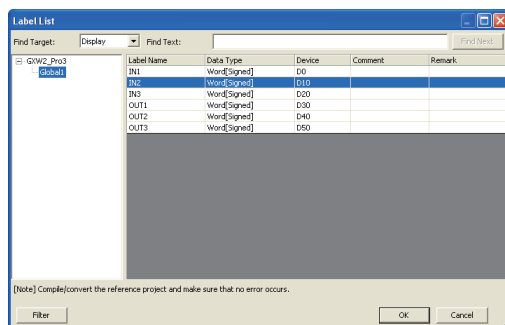 Label List
Find Target: Display Find Text: Find Next
GXW2_Pro3
Global1
Label Name Data Type Device Comment Remark
IN1 Word[Signed] D0
IN2 Word[Signed] D10
IN3 Word[Signed] D20
OUT1 Word[Signed] D30
OUT2 Word[Signed] D40
OUT3 Word[Signed] D50
[Note] Compile/convert the reference project and make sure that no error occurs.
Filter OK Cancel